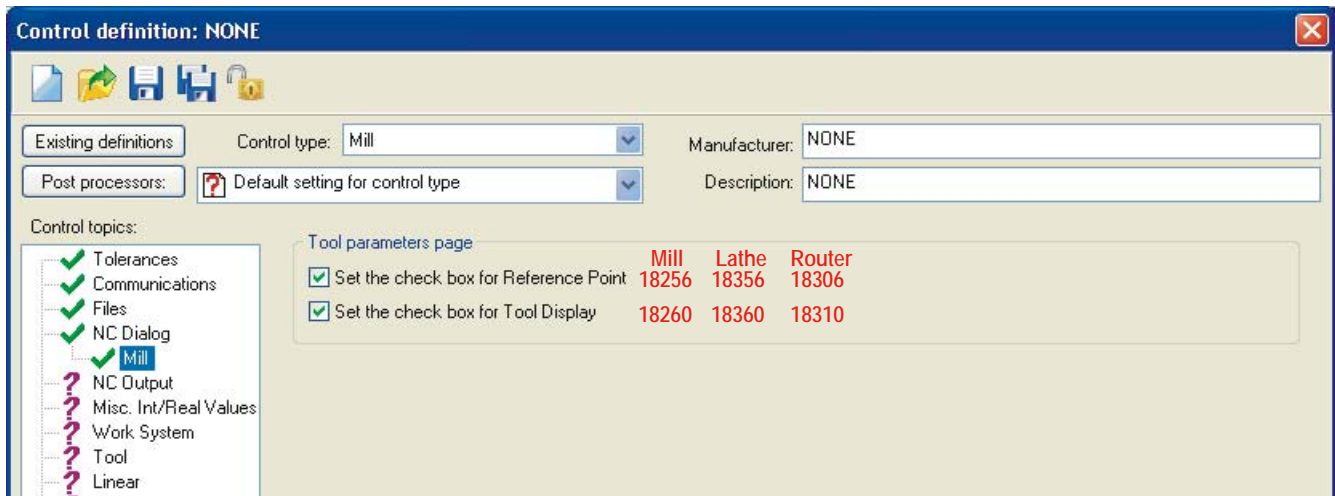 Control definition: NONE
Existing definitions
Control type: Mill
Manufacturer: NONE
Post processors: Default setting for control type
Description: NONE
Control topics:
Tolerances
Communications
Files
NC Dialog
Mill
NC Output
Misc. Int/Real Values
Work System
Tool
Linear
Tool parameters page
Mill Lathe Router
Set the check box for Reference Point 18256 18356 18306
Set the check box for Tool Display 18260 18360 18310